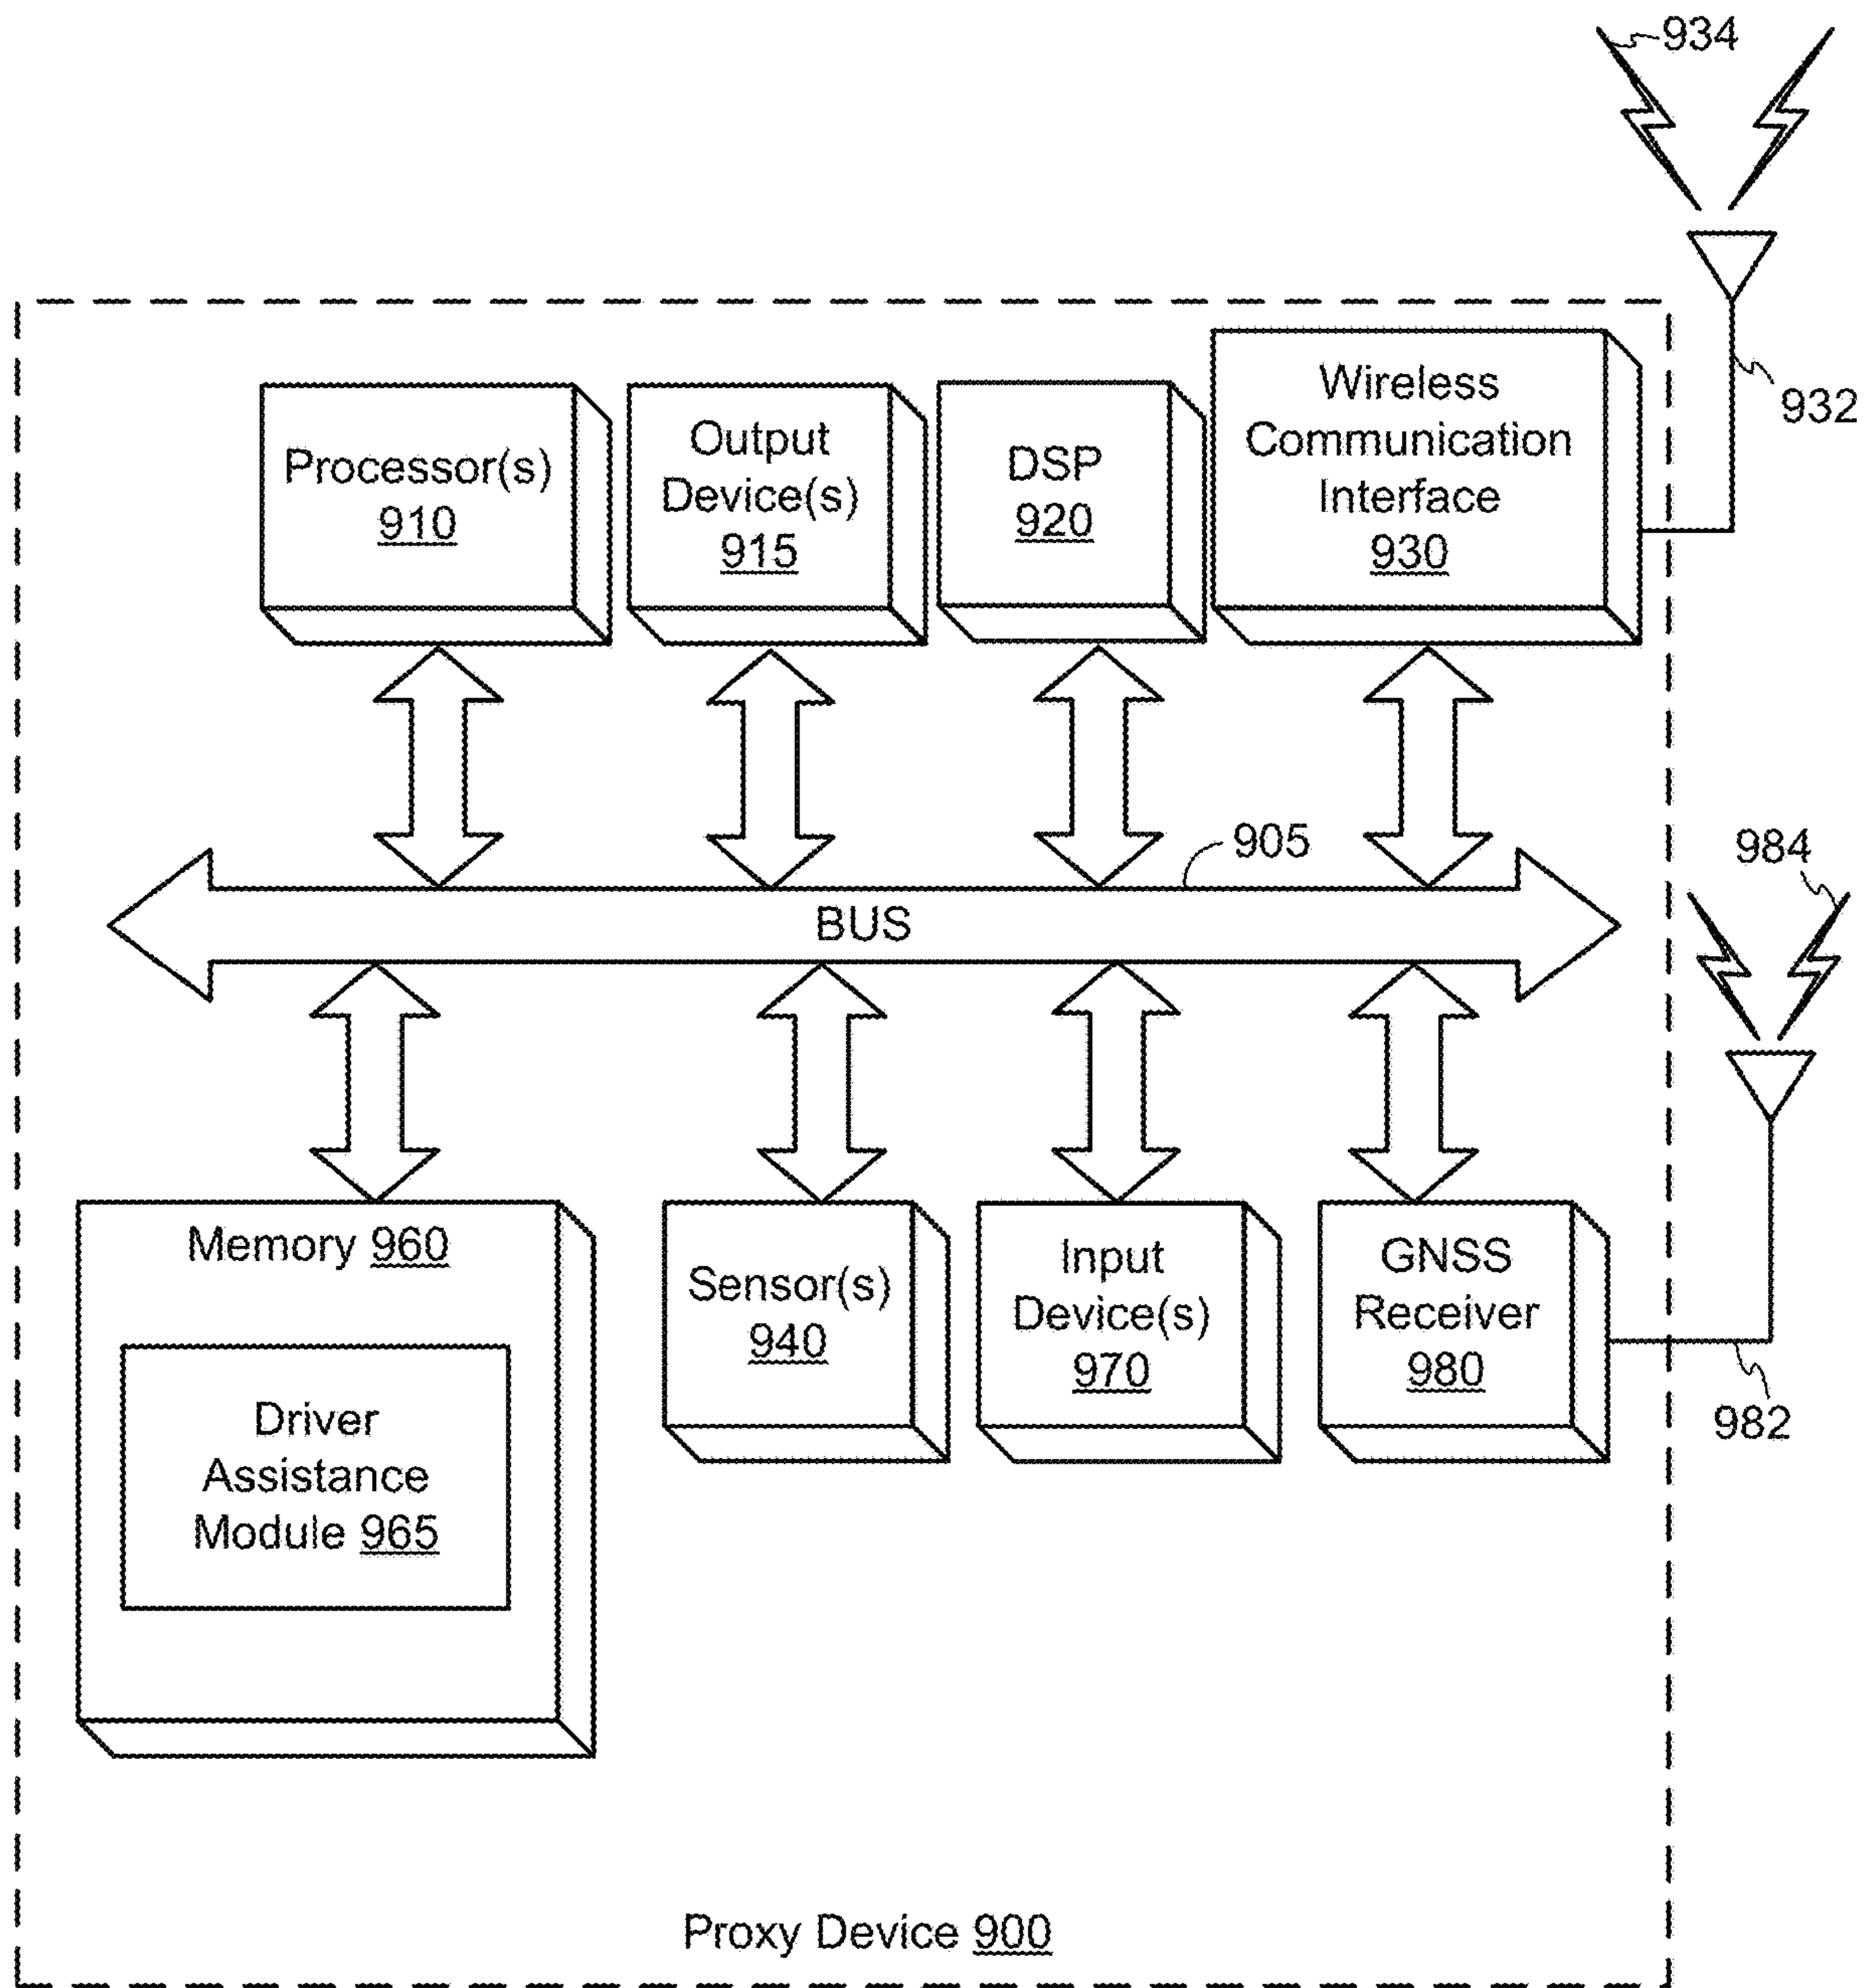 934
932
Processor(s)
910
Output
Device(s)
915
DSP
920
Wireless
Communication
Interface
930
905
BUS
984
Memory 960
Driver
Assistance
Module 965
Sensor(s)
940
Input
Device(s)
970
GNSS
Receiver
980
982
Proxy Device 900